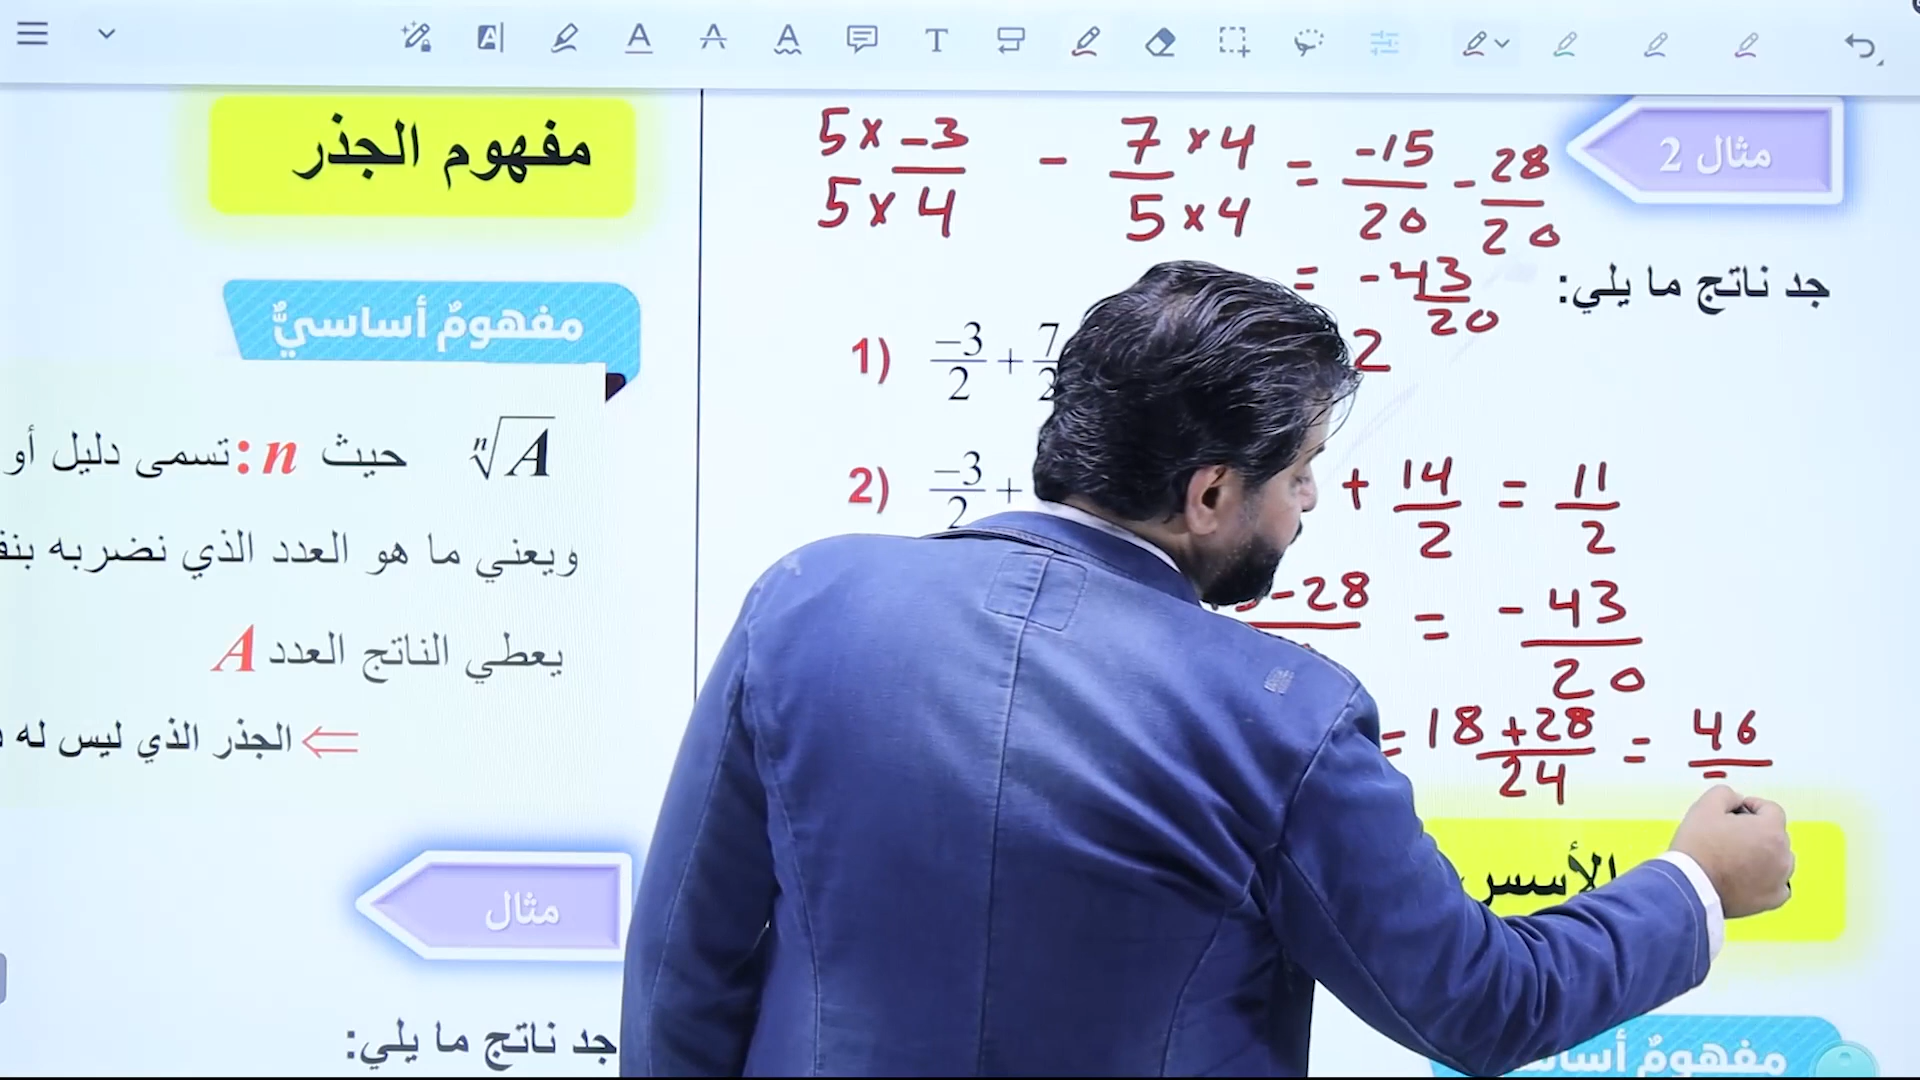 مثال 2
5 × -3 / 5 × 4 - 7 × 4 / 5 × 4 = -15/20 - 28/20
= -43/20
جد ناتج ما يلي:
1) -3/2 + 7/2
2
2) -3/2 + + 14/2 = 11/2
-28 = -43/20
= 18+28/24 = 46
الأسس
مفهوم الجذر
مفهومٌ أساسيٌّ
ⁿ√A حيث n: تسمى دليل أو
ويعني ما هو العدد الذي نضربه
يعطي الناتج العدد A
⇐ الجذر الذي ليس له
مثال
جد ناتج ما يلي: